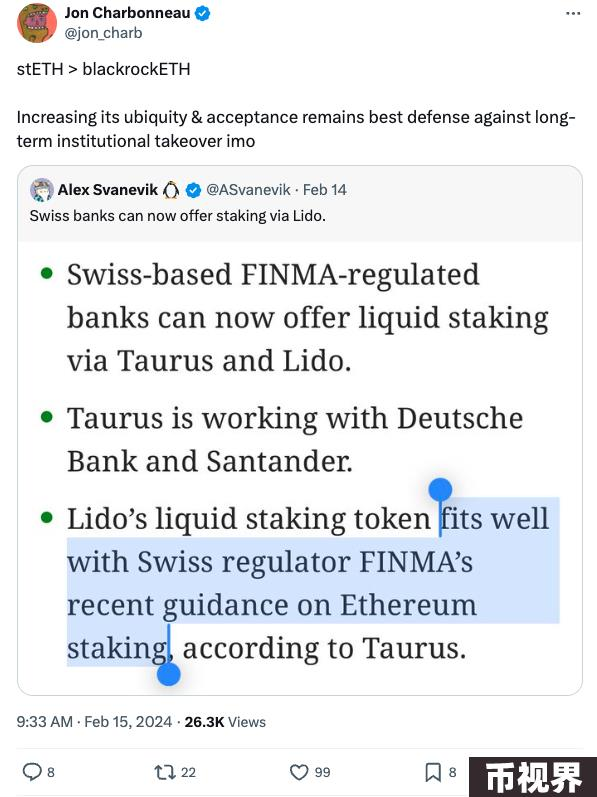 Jon Charbonneau
@jon_charb
stETH > blackrockETH
Increasing its ubiquity & acceptance remains best defense against long-
term institutional takeover imo
Alex Svanevik @ASvanevik · Feb 14
Swiss banks can now offer staking via Lido.
Swiss-based FINMA-regulated
banks can now offer liquid staking
via Taurus and Lido.
Taurus is working with Deutsche
Bank and Santander.
Lido’s liquid staking token fits well
with Swiss regulator FINMA’s
recent guidance on Ethereum
staking, according to Taurus.
9:33 AM · Feb 15, 2024 · 26.3K Views
8 22 99 8
币视界